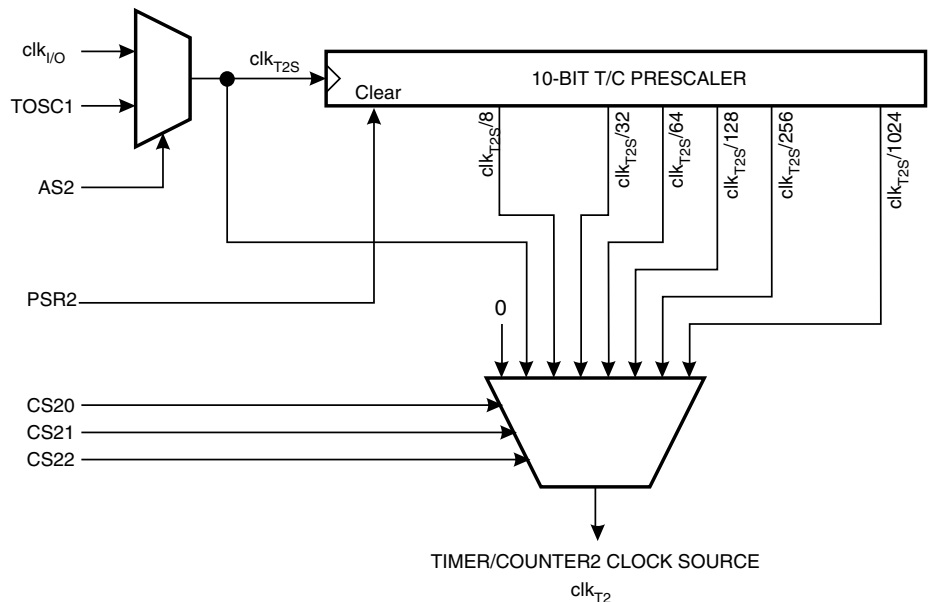 clkI/O
clkT2S
10-BIT T/C PRESCALER
TOSC1
Clear
clkT2S/8
clkT2S/32
clkT2S/64
clkT2S/128
clkT2S/256
clkT2S/1024
AS2
PSR2
0
CS20
CS21
CS22
TIMER/COUNTER2 CLOCK SOURCE
clkT2